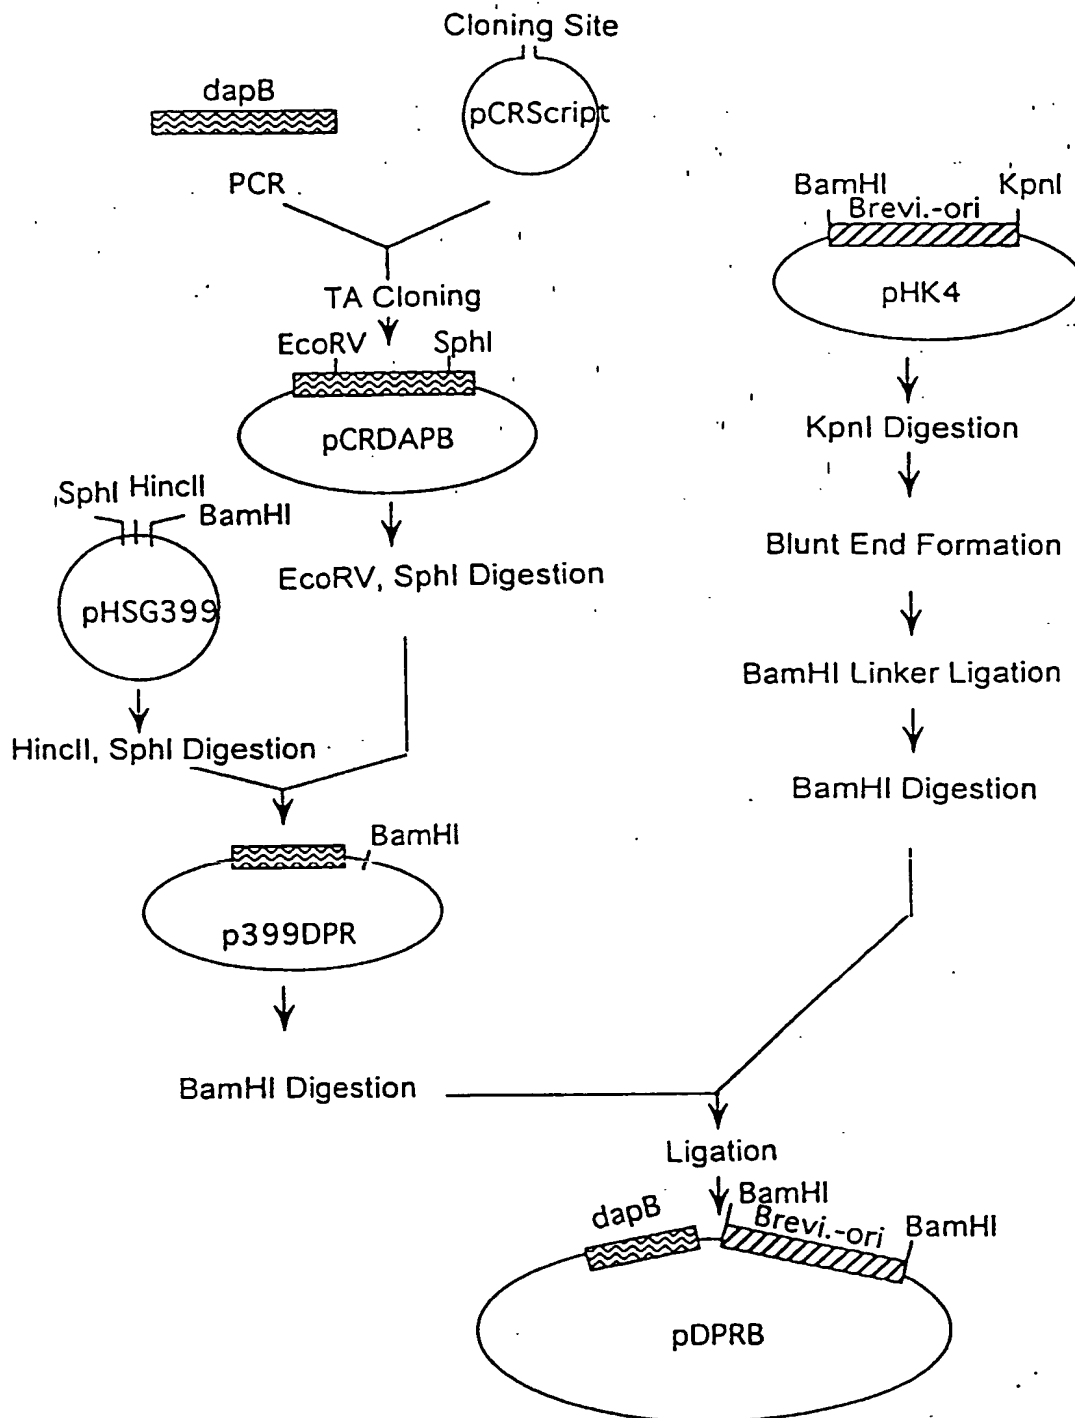 Cloning Site
dapB
pCRScript
PCR
TA Cloning
EcoRV SphI
pCRDAPB
SphI HincII
BamHI
pHSG399
EcoRV, SphI Digestion
HincII, SphI Digestion
BamHI
p399DPR
BamHI Digestion
BamHI KpnI
Brevi.-ori
pHK4
KpnI Digestion
Blunt End Formation
BamHI Linker Ligation
BamHI Digestion
Ligation
dapB
BamHI
Brevi.-ori
BamHI
pDPRB